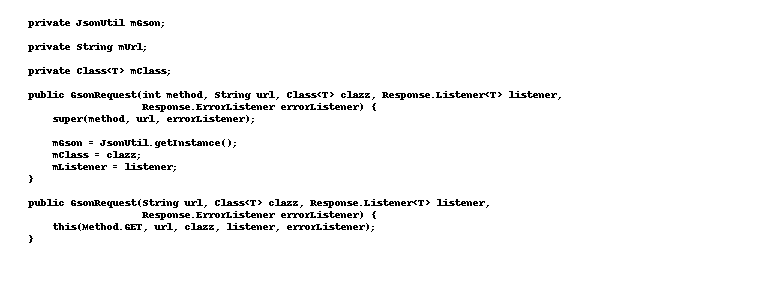 private JsonUtil mGson;
private String mUrl;
private Class<T> mClass;
public GsonRequest(int method, String url, Class<T> clazz, Response.Listener<T> listener,
Response.ErrorListener errorListener) {
super(method, url, errorListener);
mGson = JsonUtil.getInstance();
mClass = clazz;
mListener = listener;
}
public GsonRequest(String url, Class<T> clazz, Response.Listener<T> listener,
Response.ErrorListener errorListener) {
this(Method.GET, url, clazz, listener, errorListener);
}